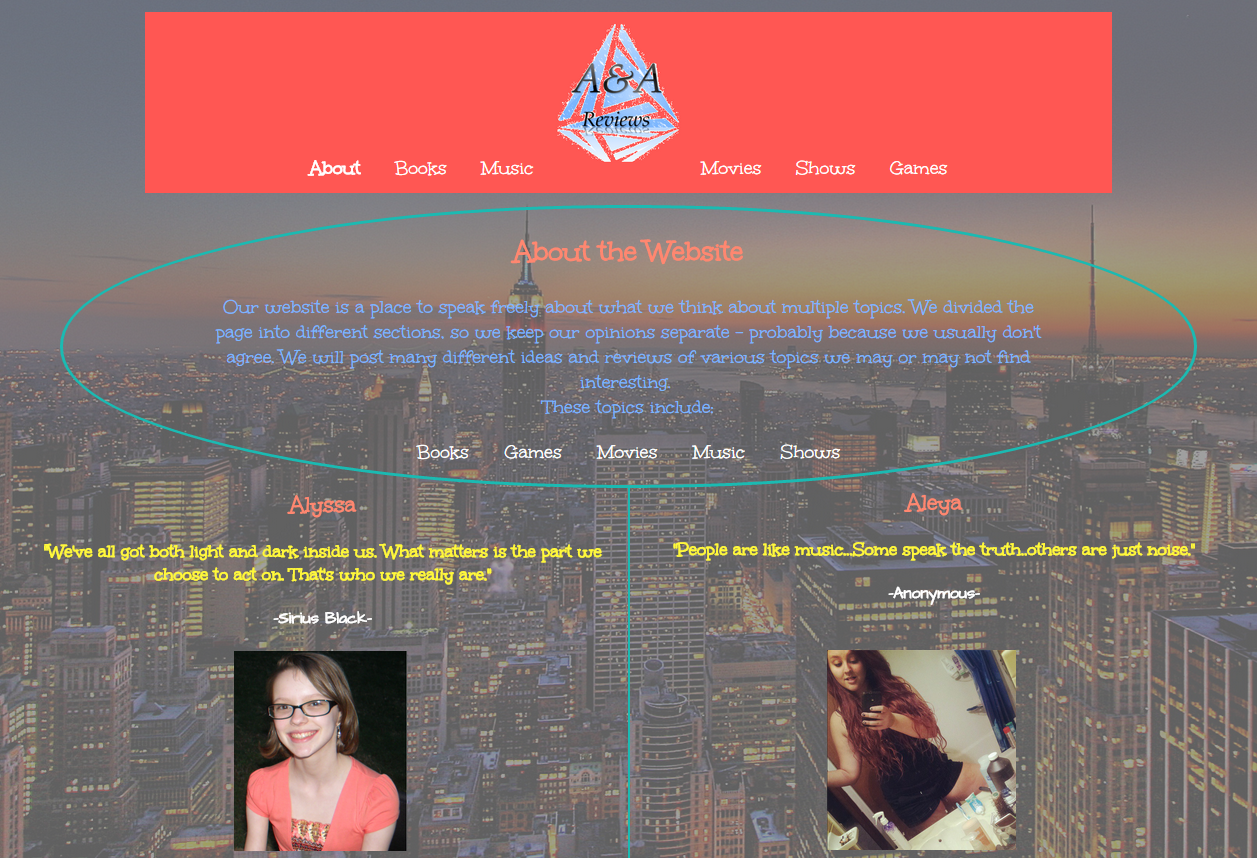 A&A
Reviews
About Books Music Movies Shows Games
About the Website
Our website is a place to speak freely about what we think about multiple topics. We divided the
page into different sections, so we keep our opinions separate - probably because we usually don't
agree. We will post many different ideas and reviews of various topics we may or may not find
interesting.
These topics include:
Books Games Movies Music Shows
Alyssa
"We've all got both light and dark inside us. What matters is the part we
choose to act on. That's who we really are."
-Sirius Black-
Aleya
"People are like music...Some speak the truth..others are just noise."
-Anonymous-